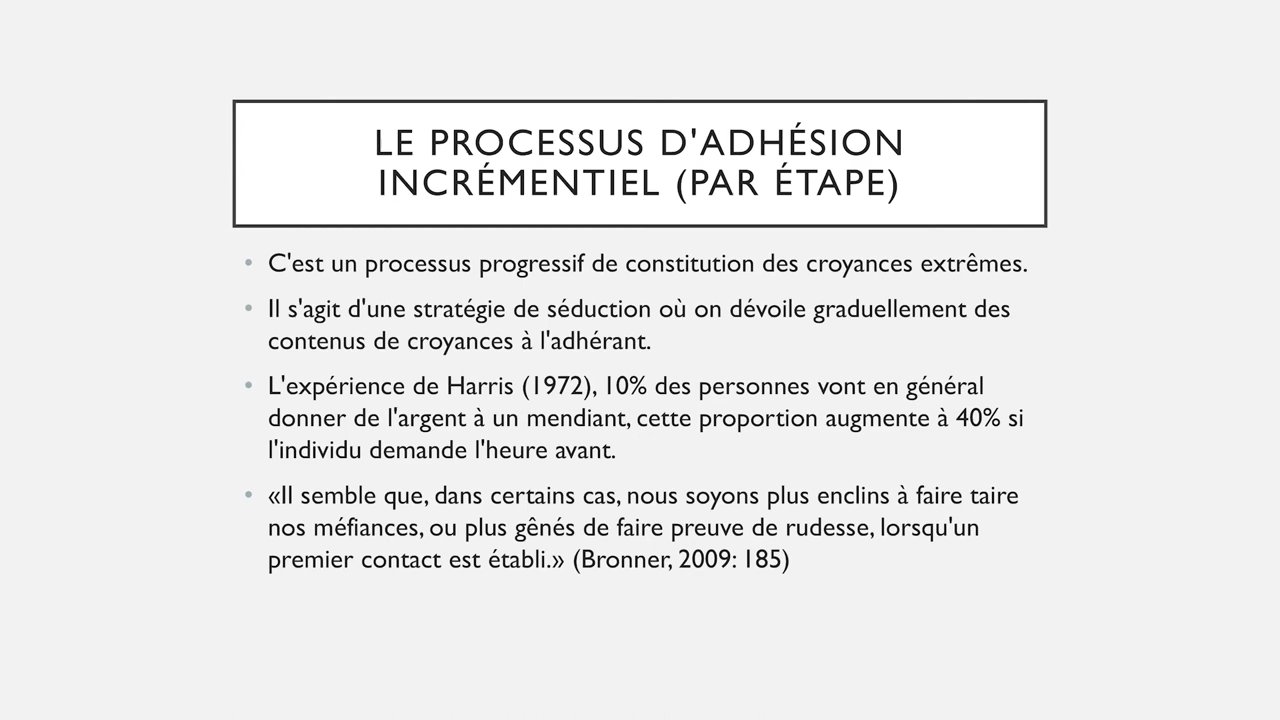 LE PROCESSUS D'ADHÉSION
INCRÉMENTIEL (PAR ÉTAPE)
• C'est un processus progressif de constitution des croyances extrêmes.
• Il s'agit d'une stratégie de séduction où on dévoile graduellement des
contenus de croyances à l'adhérant.
• L'expérience de Harris (1972), 10% des personnes vont en général
donner de l'argent à un mendiant, cette proportion augmente à 40% si
l'individu demande l'heure avant.
• «Il semble que, dans certains cas, nous soyons plus enclins à faire taire
nos méfiances, ou plus gênés de faire preuve de rudesse, lorsqu'un
premier contact est établi.» (Bronner, 2009: 185)